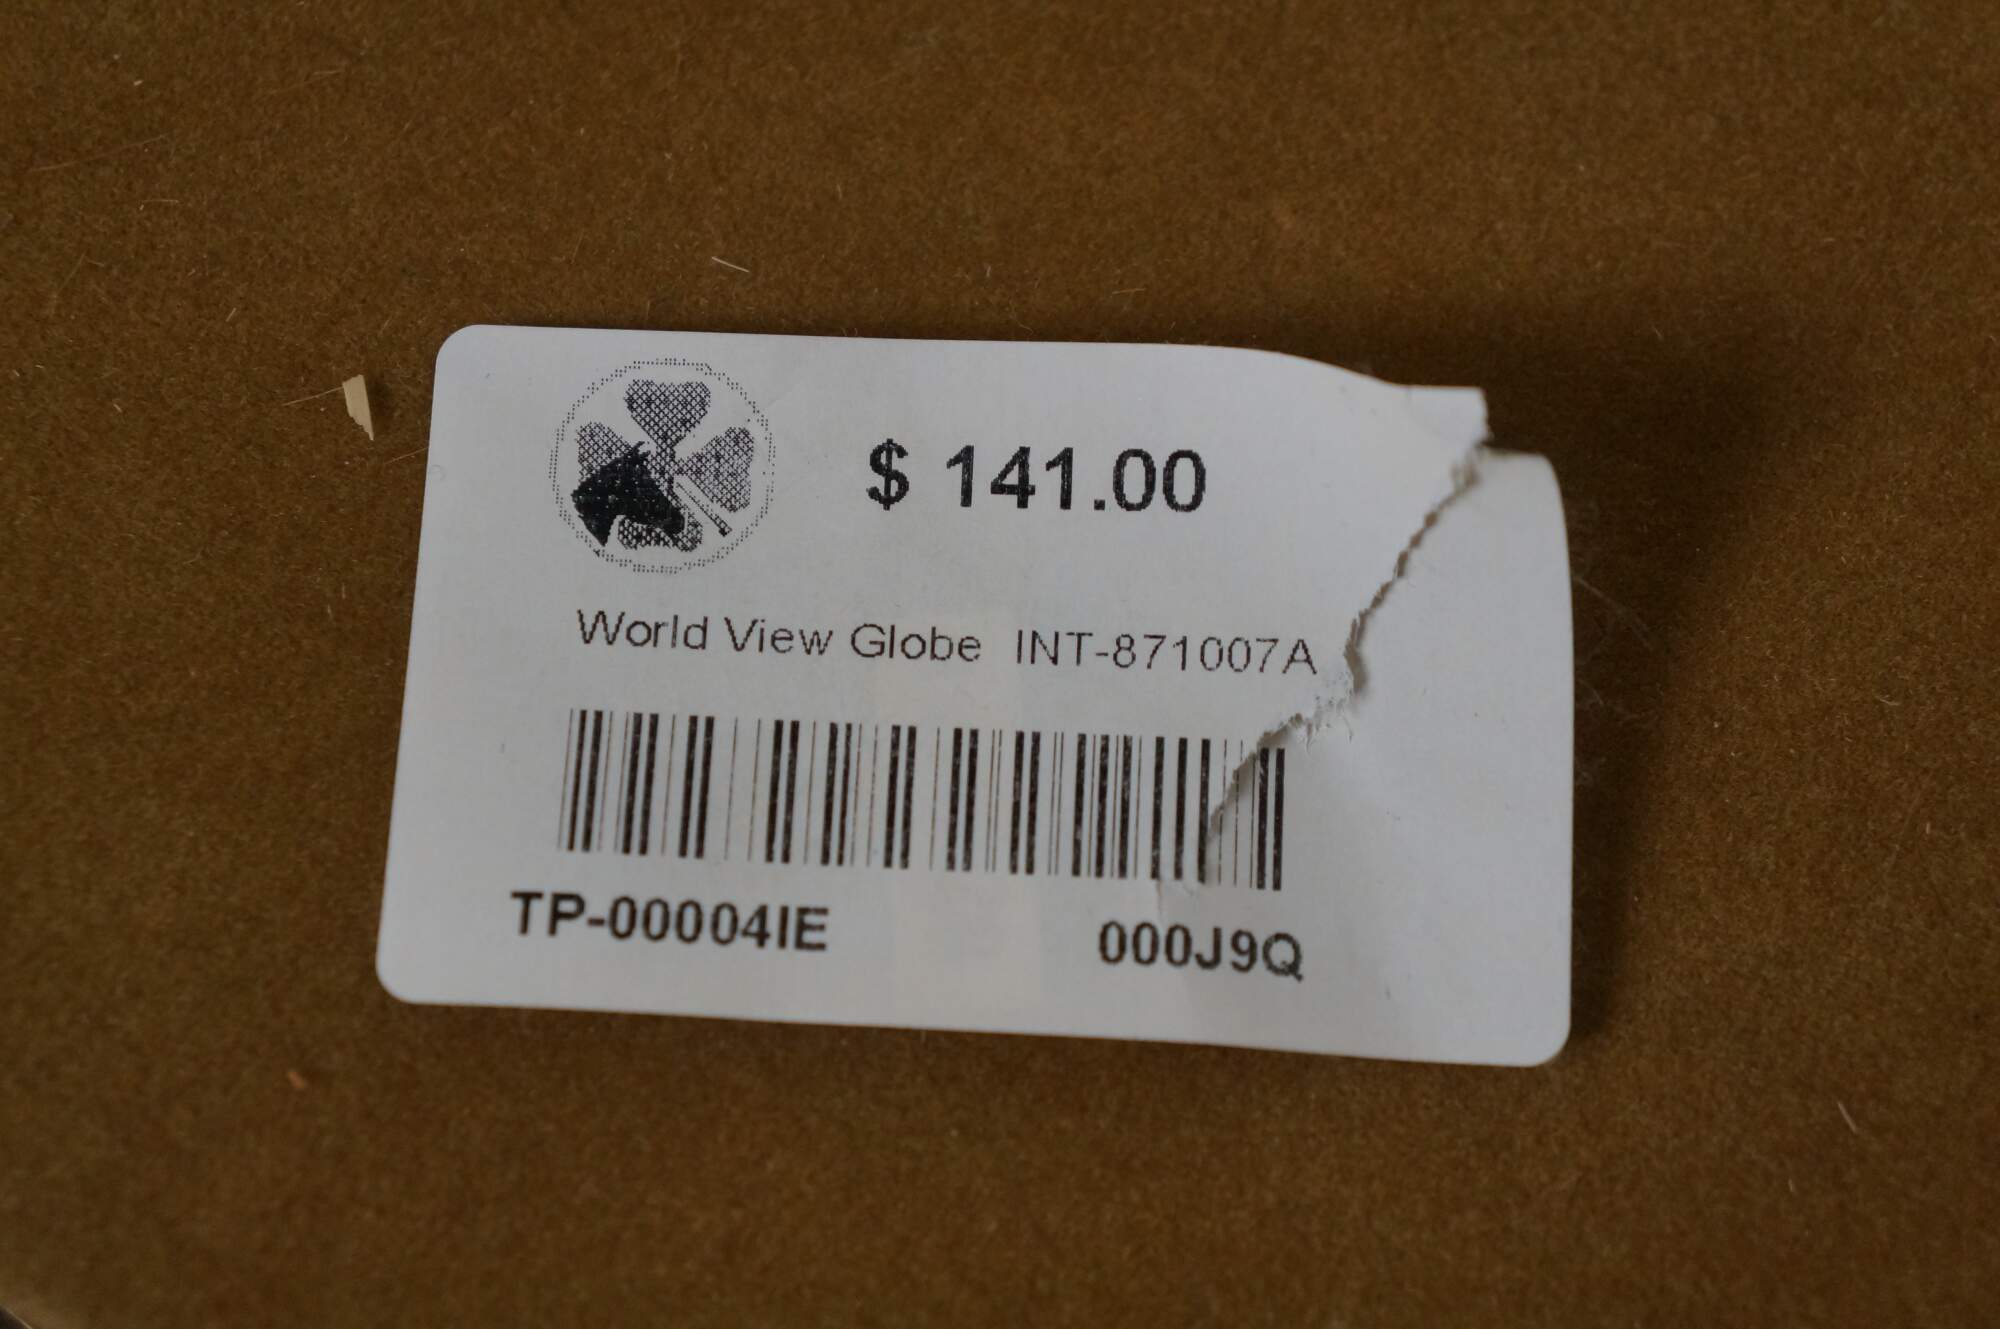 $ 141.00
World View Globe INT-871007A
TP-00004IE 000J9Q